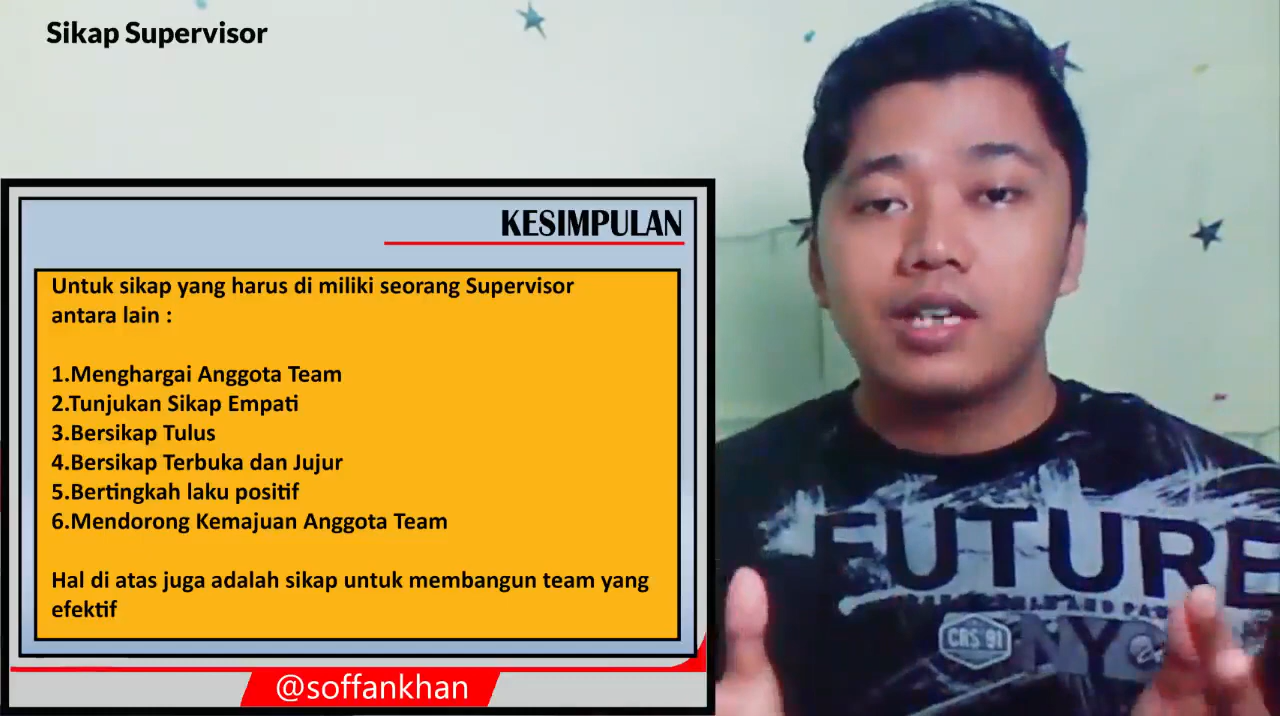 Sikap Supervisor
KESIMPULAN
Untuk sikap yang harus di miliki seorang Supervisor
antara lain :
1.Menghargai Anggota Team
2.Tunjukan Sikap Empati
3.Bersikap Tulus
4.Bersikap Terbuka dan Jujur
5.Bertingkah laku positif
6.Mendorong Kemajuan Anggota Team
Hal di atas juga adalah sikap untuk membangun team yang
efektif
@soffankhan
FUTURE
CRS 91
NYC